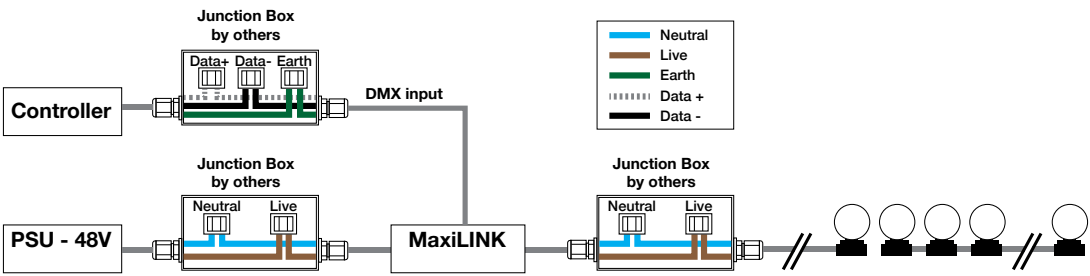 Junction Box
by others
Data+ Data- Earth
Controller
DMX input
Neutral
Live
Earth
Data +
Data -
Junction Box
by others
Neutral Live
PSU - 48V
MaxiLINK
Junction Box
by others
Neutral Live